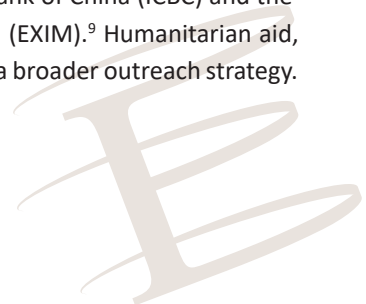 ank of China (ICBC) and the
(EXIM).⁹ Humanitarian aid,
a broader outreach strategy.